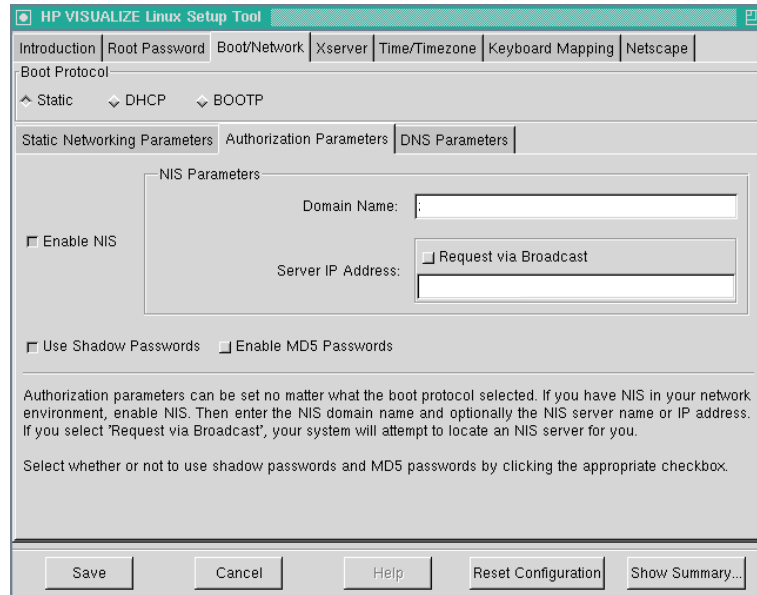 HP VISUALIZE Linux Setup Tool
Introduction Root Password Boot/Network Xserver Time/Timezone Keyboard Mapping Netscape
Boot Protocol
Static DHCP BOOTP
Static Networking Parameters Authorization Parameters DNS Parameters
NIS Parameters
Domain Name: :
Enable NIS
Request via Broadcast
Server IP Address:
Use Shadow Passwords Enable MD5 Passwords
Authorization parameters can be set no matter what the boot protocol selected. If you have NIS in your network
environment, enable NIS. Then enter the NIS domain name and optionally the NIS server name or IP address.
If you select 'Request via Broadcast', your system will attempt to locate an NIS server for you.
Select whether or not to use shadow passwords and MD5 passwords by clicking the appropriate checkbox.
Save Cancel Help Reset Configuration Show Summary...